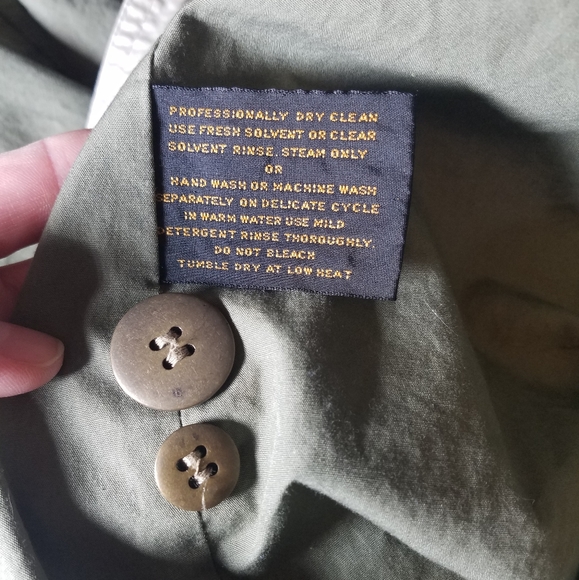 PROFESSIONALLY DRY CLEAN
USE FRESH SOLVENT OR CLEAR
SOLVENT RINSE. STEAM ONLY
OR
HAND WASH OR MACHINE WASH
SEPARATELY ON DELICATE CYCLE
IN WARM WATER USE MILD
DETERGENT RINSE THOROUGHLY.
DO NOT BLEACH
TUMBLE DRY AT LOW HEAT